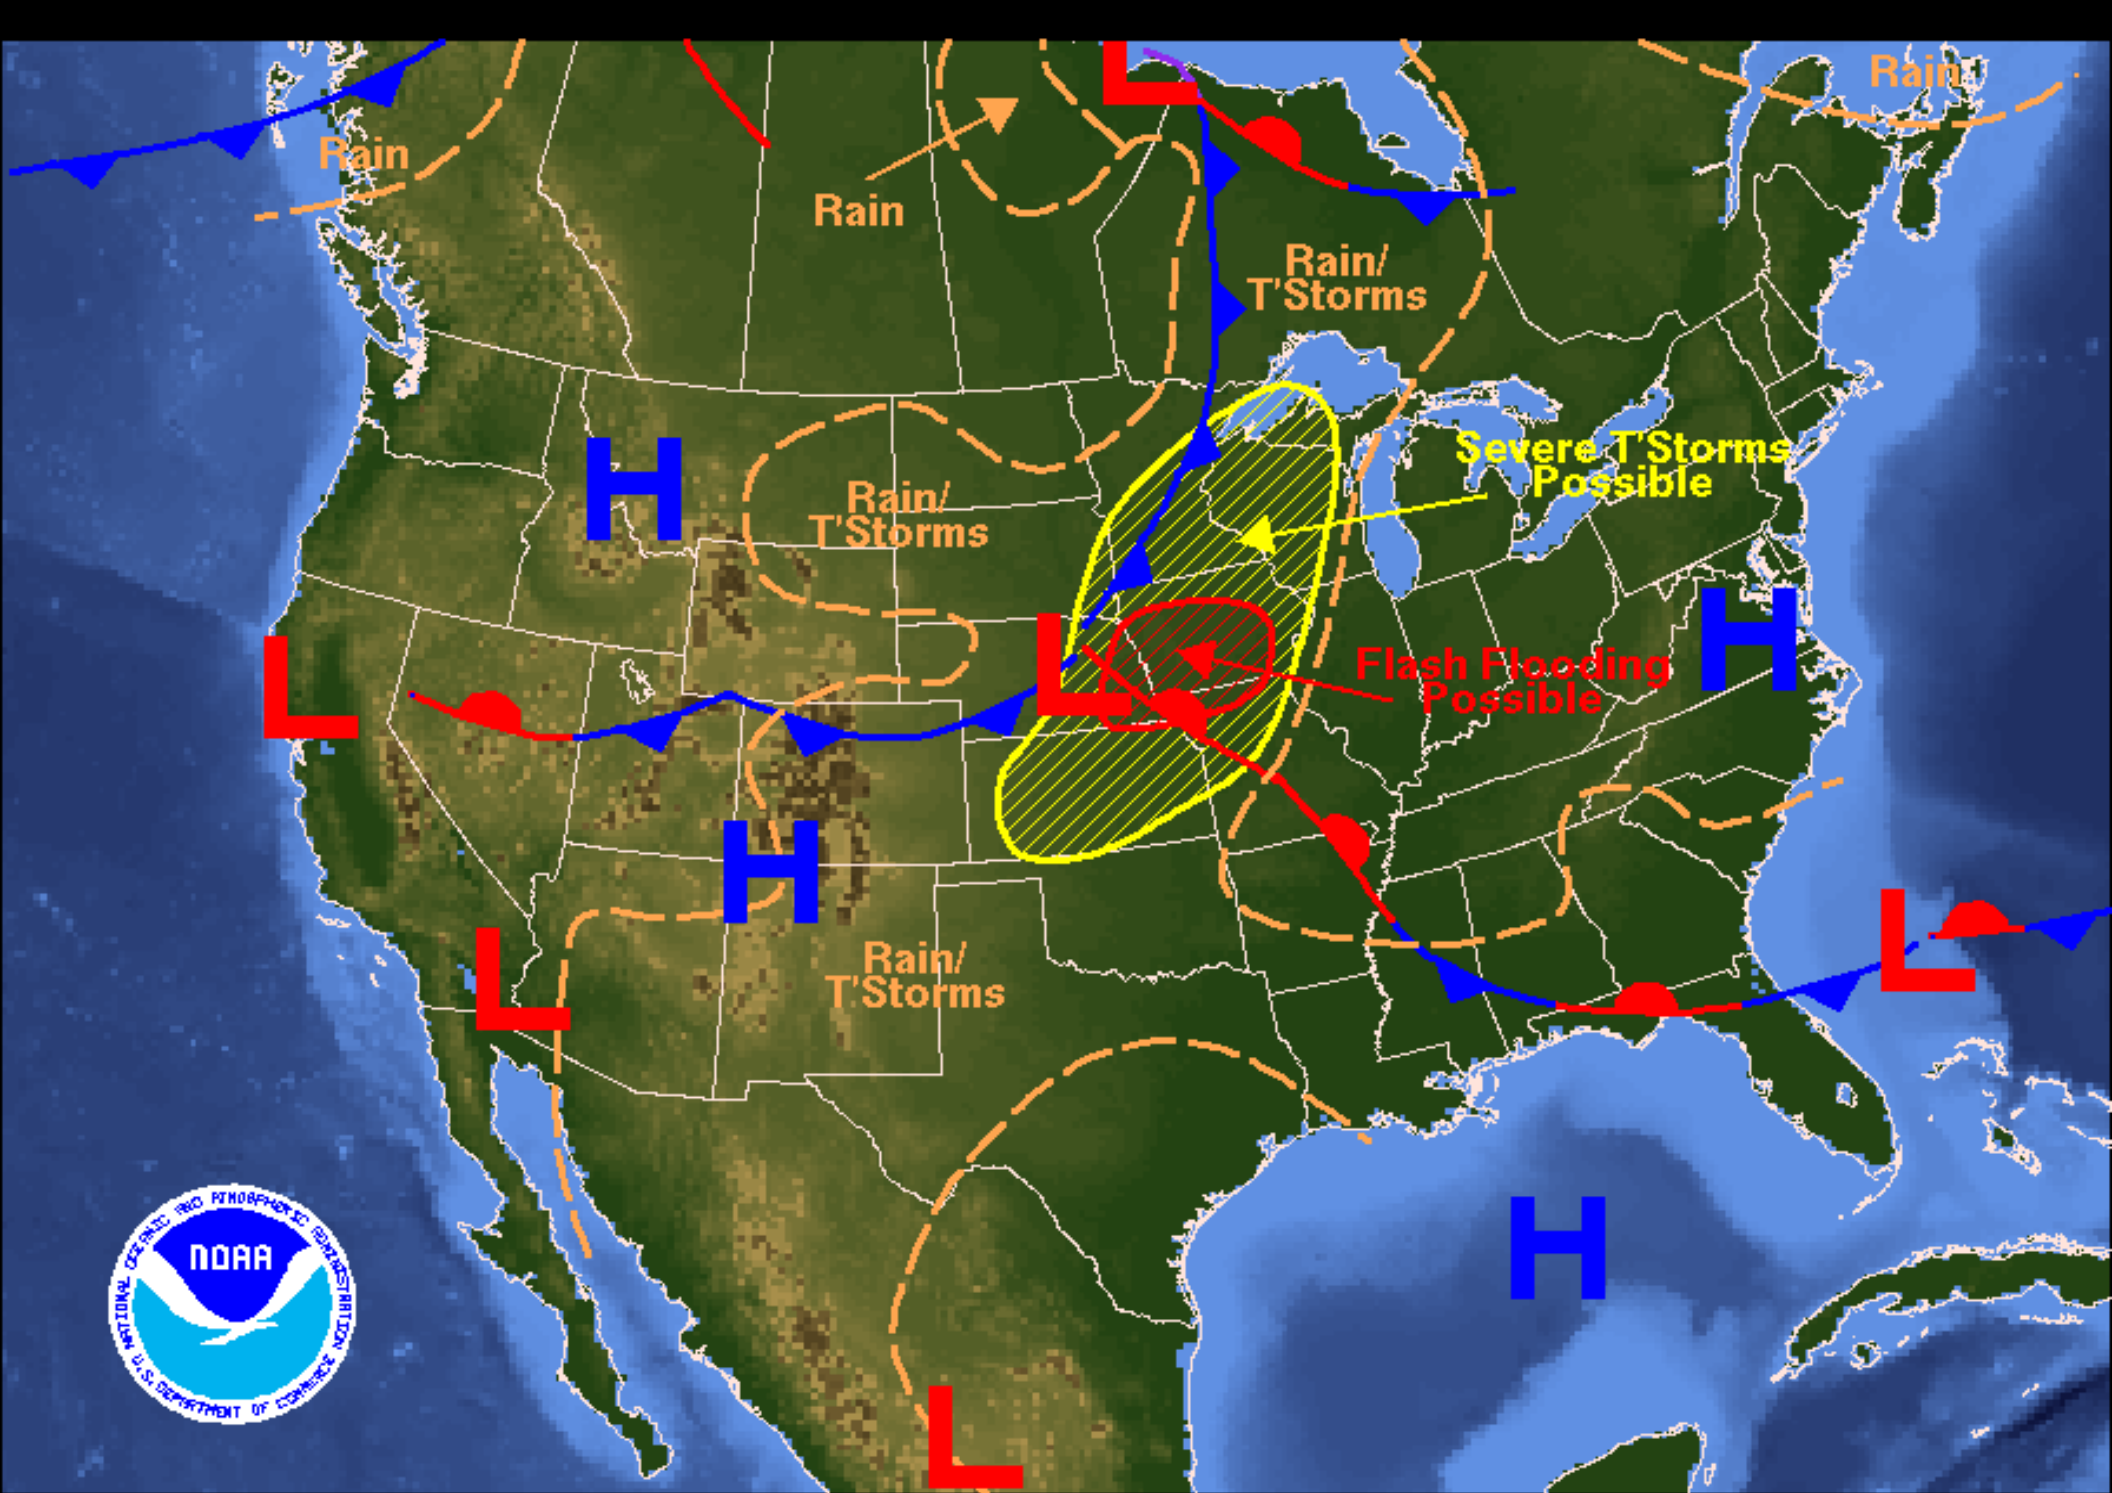 Rain
Rain
Rain
Rain/
T'Storms
Severe T'Storms
Possible
Rain/
T'Storms
Flash Flooding
Possible
Rain/
T'Storms
H
H
H
H
L
L
L
L
L
L
NATIONAL OCEANIC AND ATMOSPHERIC ADMINISTRATION
NOAA
U.S. DEPARTMENT OF COMMERCE